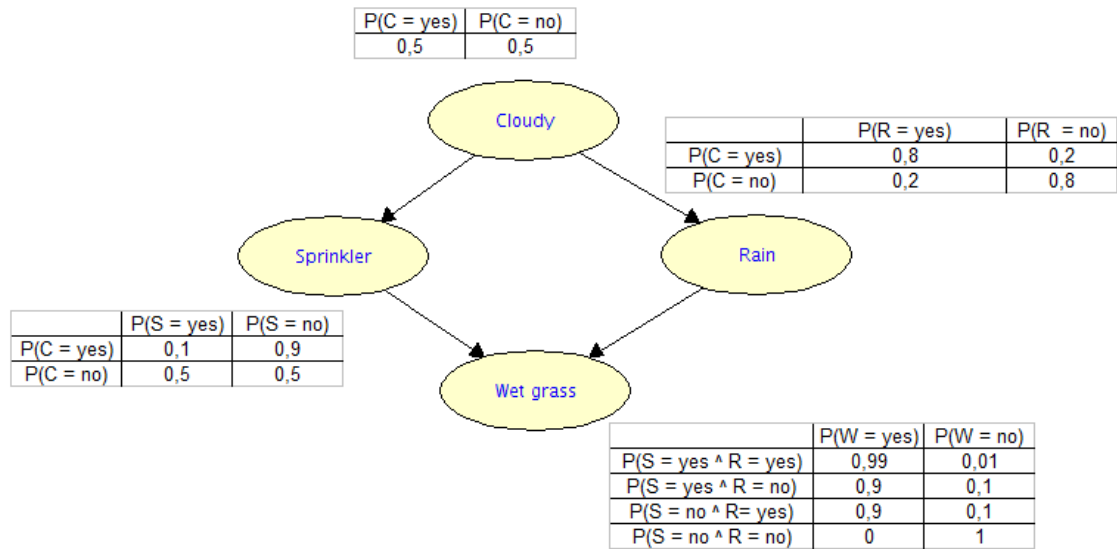 P(C = yes) P(C = no)
0,5 0,5
Cloudy
P(R = yes) P(R = no)
P(C = yes) 0,8 0,2
P(C = no) 0,2 0,8
Sprinkler
Rain
P(S = yes) P(S = no)
P(C = yes) 0,1 0,9
P(C = no) 0,5 0,5
Wet grass
P(W = yes) P(W = no)
P(S = yes ^ R = yes) 0,99 0,01
P(S = yes ^ R = no) 0,9 0,1
P(S = no ^ R= yes) 0,9 0,1
P(S = no ^ R = no) 0 1